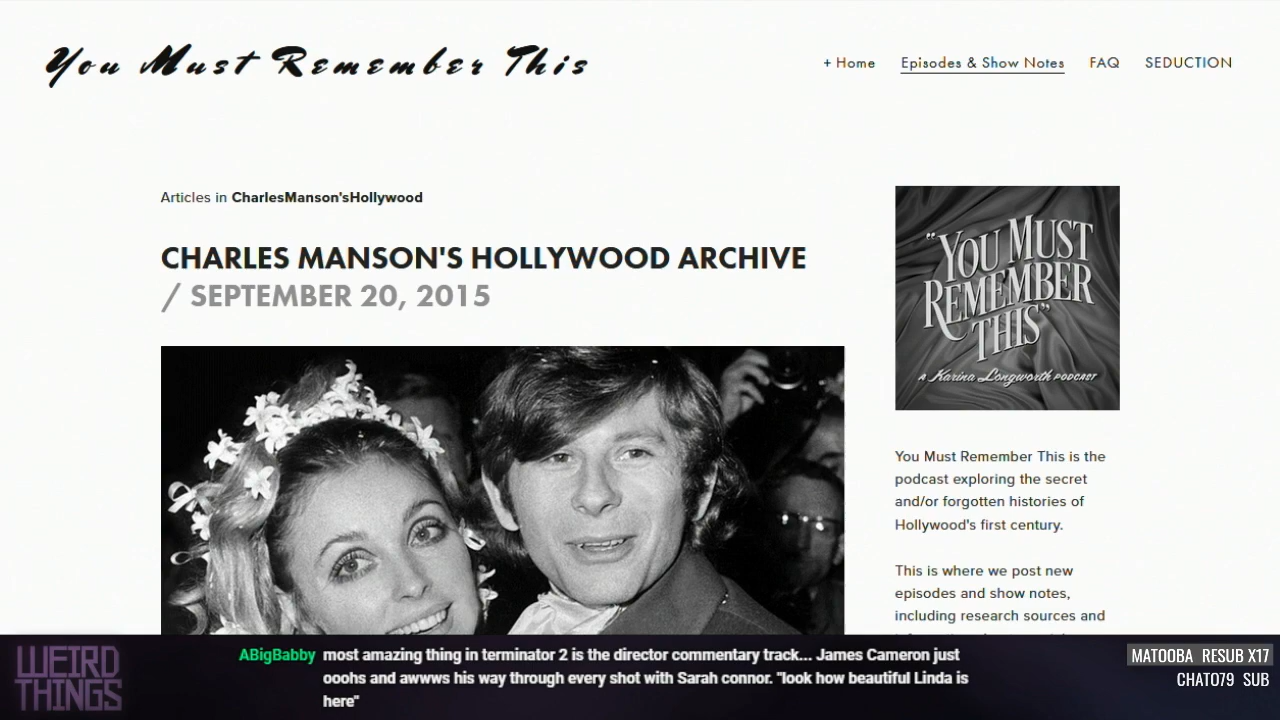 You Must Remember This
+ Home
Episodes & Show Notes
FAQ
SEDUCTION
Articles in CharlesManson'sHollywood
CHARLES MANSON'S HOLLYWOOD ARCHIVE
/ SEPTEMBER 20, 2015
"YOU MUST
REMEMBER
THIS"
A Karina Longworth PODCAST
You Must Remember This is the
podcast exploring the secret
and/or forgotten histories of
Hollywood's first century.
This is where we post new
episodes and show notes,
including research sources and
WEIRD
THINGS
ABigBabby most amazing thing in terminator 2 is the director commentary track... James Cameron just
ooohs and awwws his way through every shot with Sarah connor. "look how beautiful Linda is
here"
MATOOBA RESUB X17
CHATO79 SUB